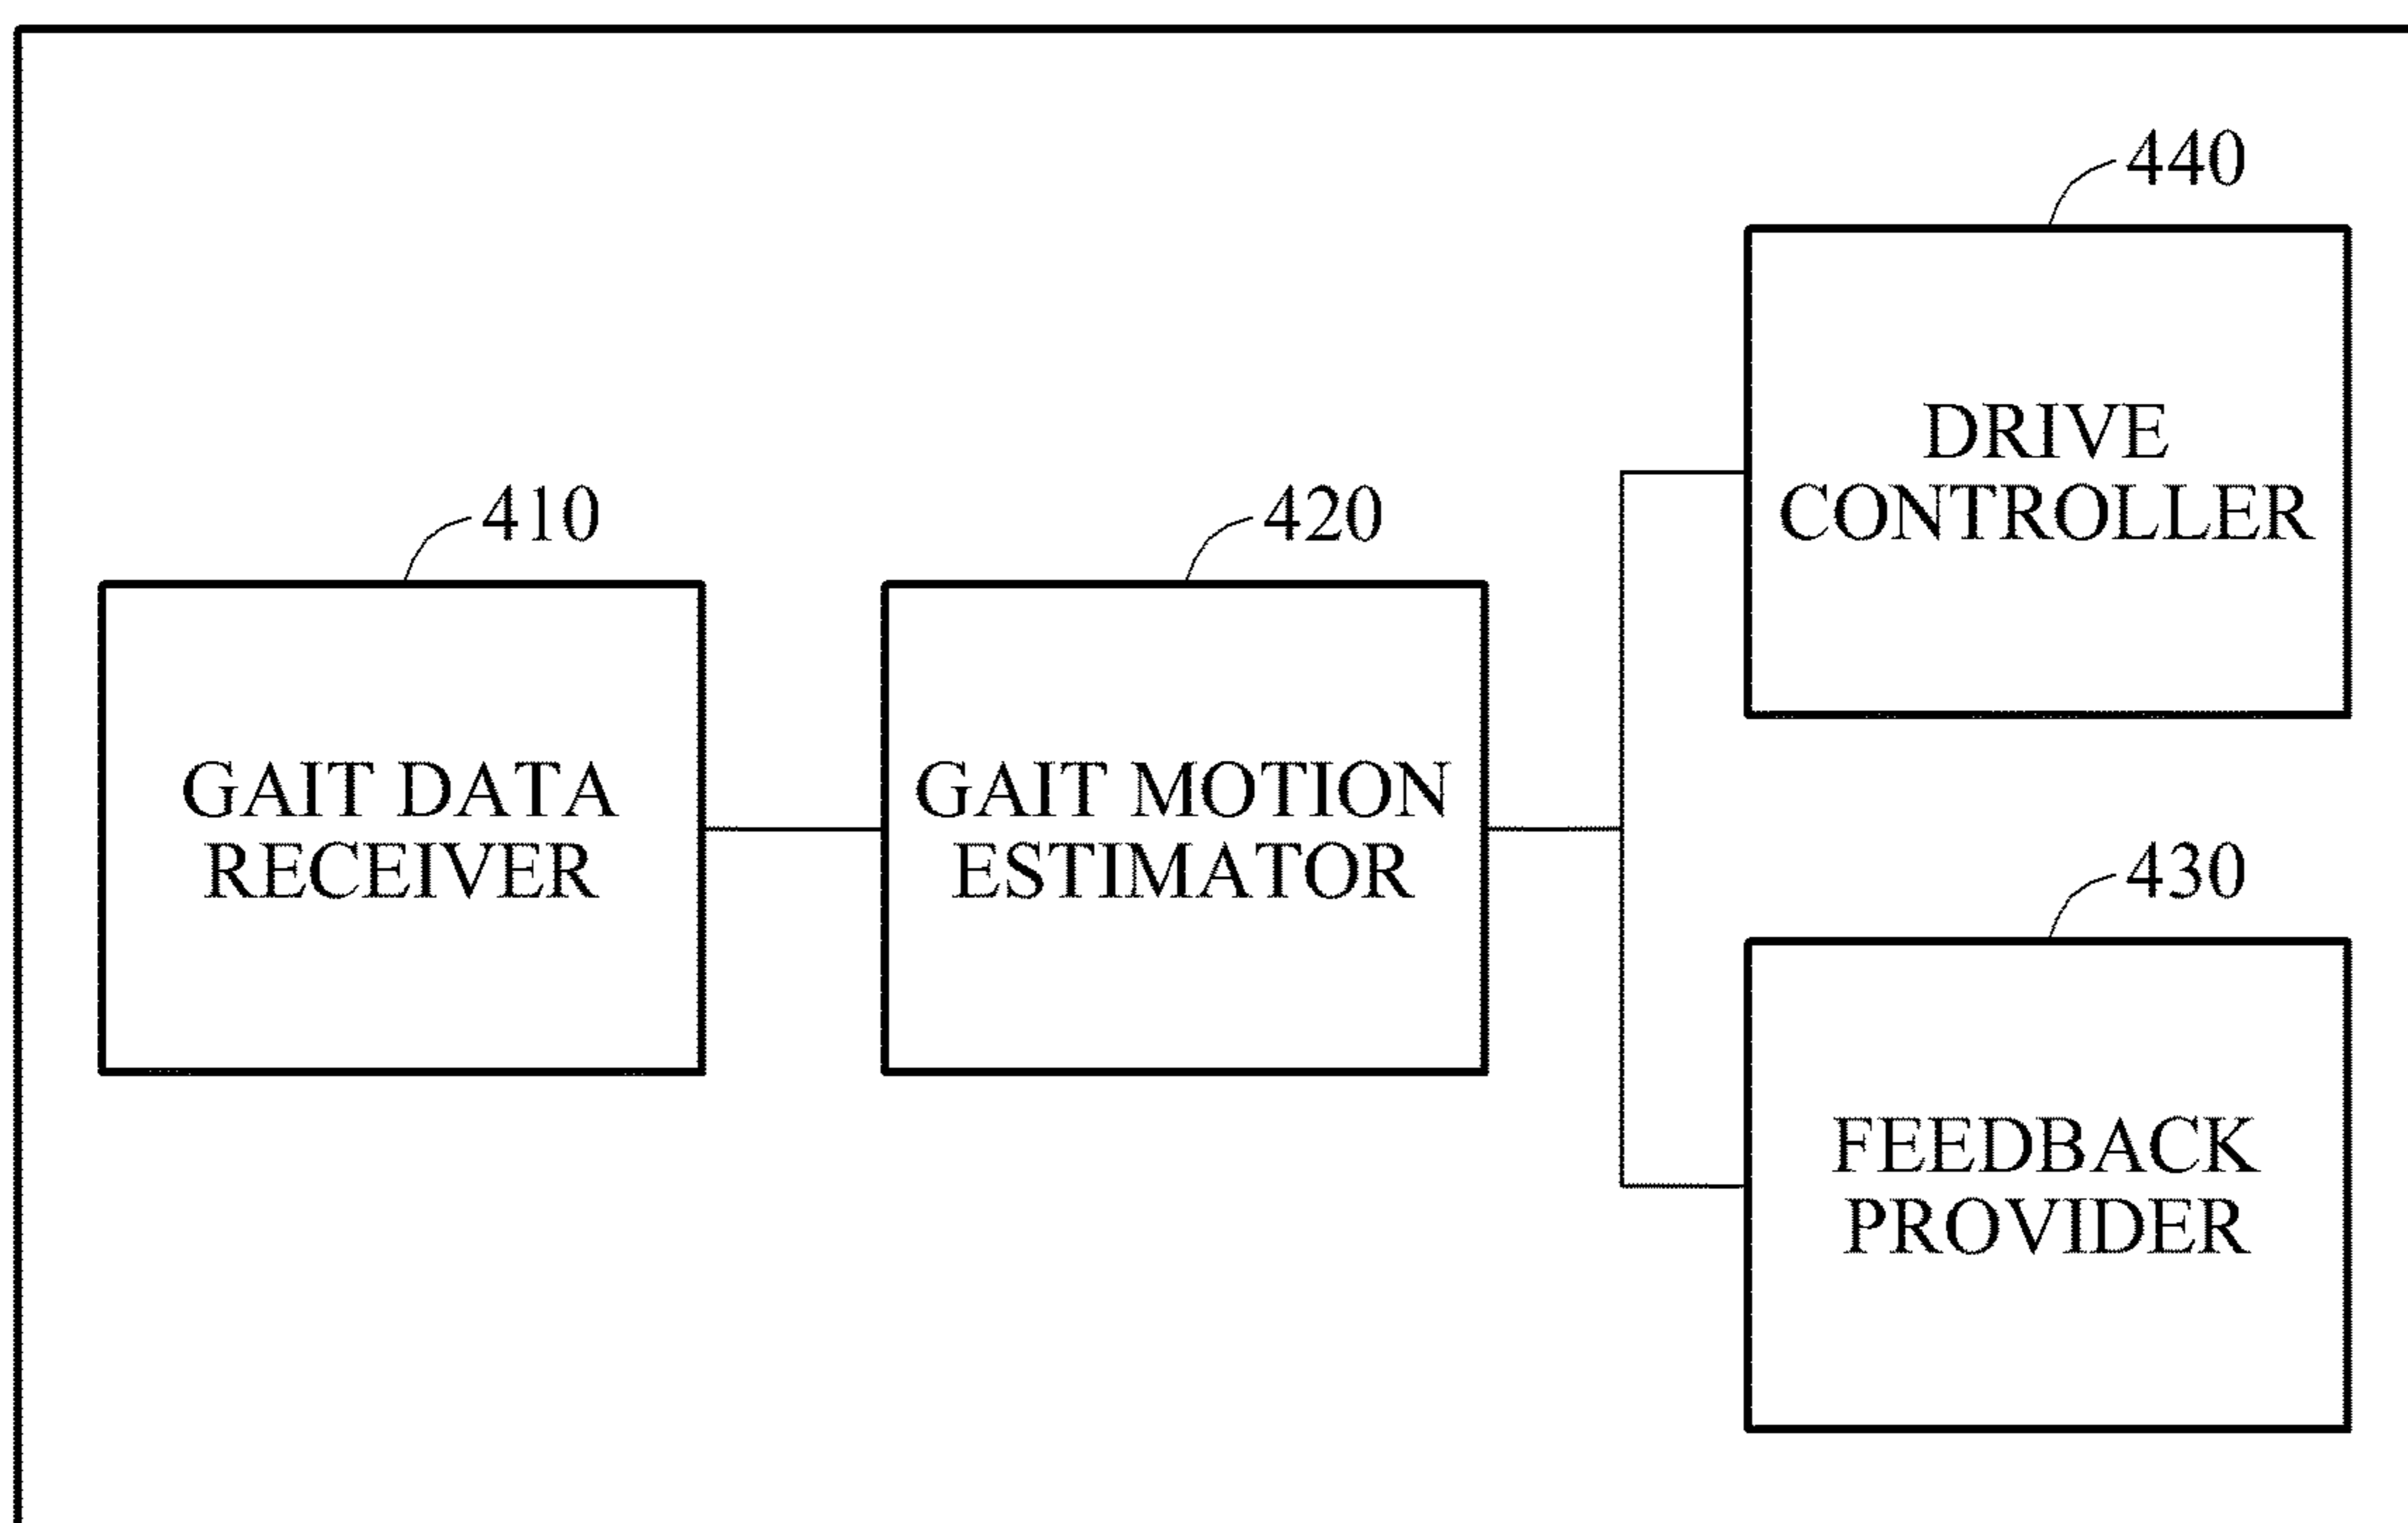 440
DRIVE
CONTROLLER
410
GAIT DATA
RECEIVER
420
GAIT MOTION
ESTIMATOR
430
FEEDBACK
PROVIDER